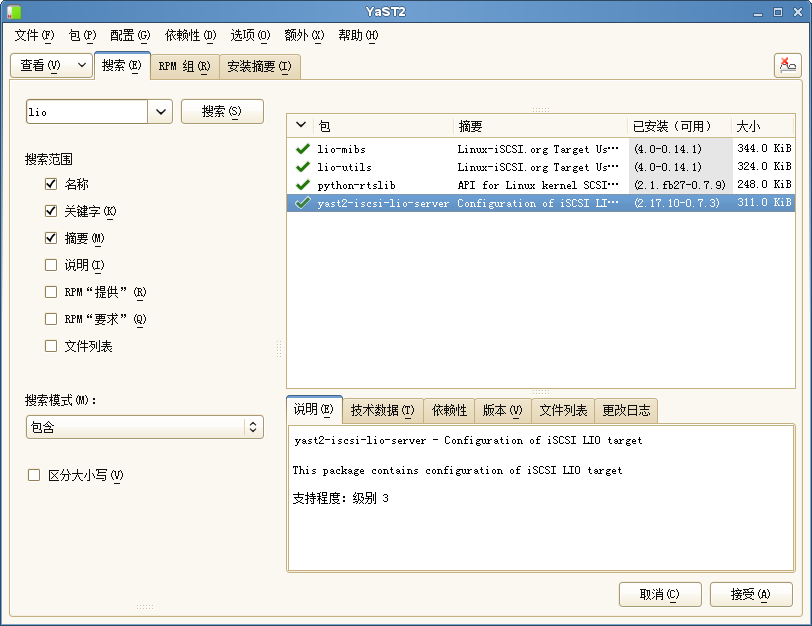 YaST2
文件(F) 包(P) 配置(G) 依赖性(D) 选项(O) 额外(X) 帮助(H)
查看(V) 搜索(E) RPM 组(R) 安装摘要(I)
lio 搜索(S)
搜索范围
名称
关键字(K)
摘要(M)
说明(I)
RPM“提供”(R)
RPM“要求”(Q)
文件列表
搜索模式(M):
包含
区分大小写(V)
包 摘要 已安装（可用） 大小
lio-mibs Linux-iSCSI.org Target Us⋯ (4.0-0.14.1) 344.0 KiB
lio-utils Linux-iSCSI.org Target Us⋯ (4.0-0.14.1) 324.0 KiB
python-rtslib API for Linux kernel SCSI⋯ (2.1.fb27-0.7.9) 248.0 KiB
yast2-iscsi-lio-server Configuration of iSCSI LI⋯ (2.17.10-0.7.3) 311.0 KiB
说明(E) 技术数据(T) 依赖性 版本(V) 文件列表 更改日志
yast2-iscsi-lio-server - Configuration of iSCSI LIO target
This package contains configuration of iSCSI LIO target
支持程度: 级别 3
取消(C) 接受(A)